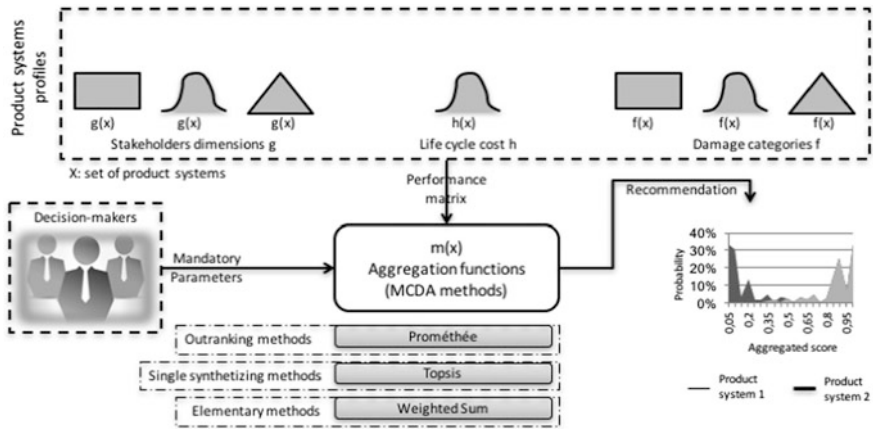 Product systems
profiles
g(x) g(x) g(x)
Stakeholders dimensions g
h(x)
Life cycle cost h
f(x) f(x) f(x)
Damage categories f
X: set of product systems
Performance
matrix
Recommendation
Decision-makers
Mandatory
Parameters
m(x)
Aggregation functions
(MCDA methods)
Outranking methods
Prométhée
Single synthetizing methods
Topsis
Elementary methods
Weighted Sum
Probability
40%
30%
20%
10%
0%
0,05 0,2 0,35 0,5 0,65 0,8 0,95
Aggregated score
Product
system 1
Product
system 2